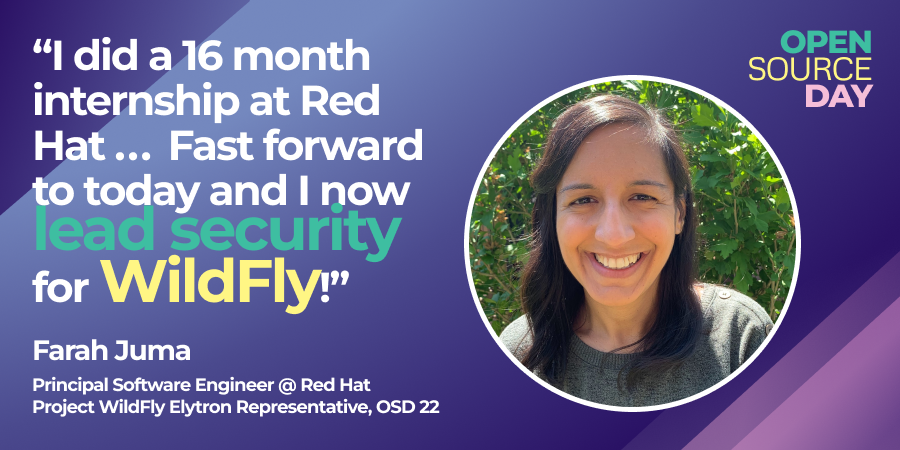 “I did a 16 month
internship at Red
Hat ... Fast forward
to today and I now
lead security
for WildFly!”
Farah Juma
Principal Software Engineer @ Red Hat
Project WildFly Elytron Representative, OSD 22
OPEN
SOURCE
DAY